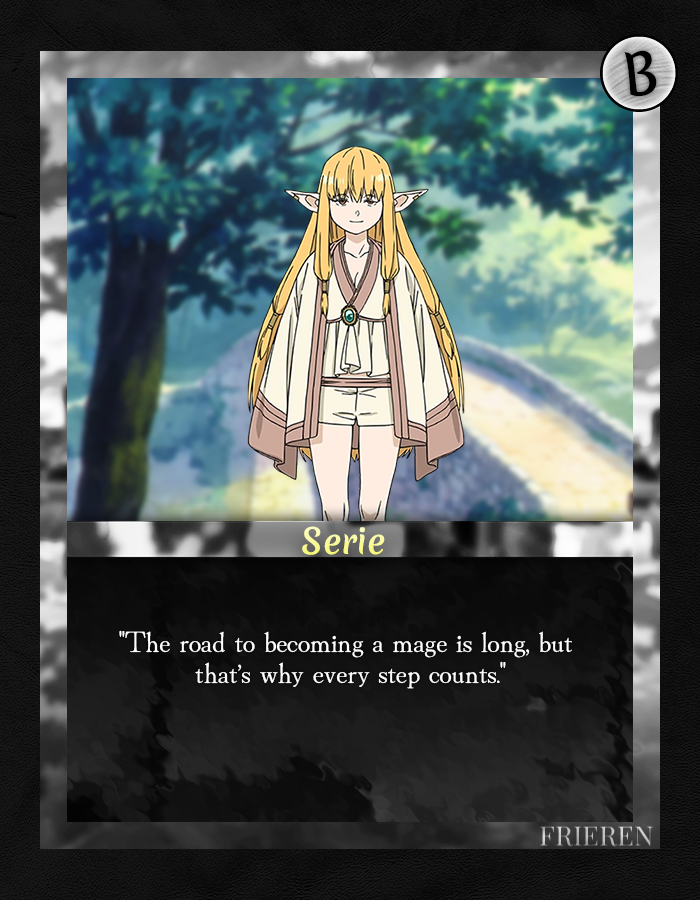 B
Serie
"The road to becoming a mage is long, but
that's why every step counts."
FRIEREN